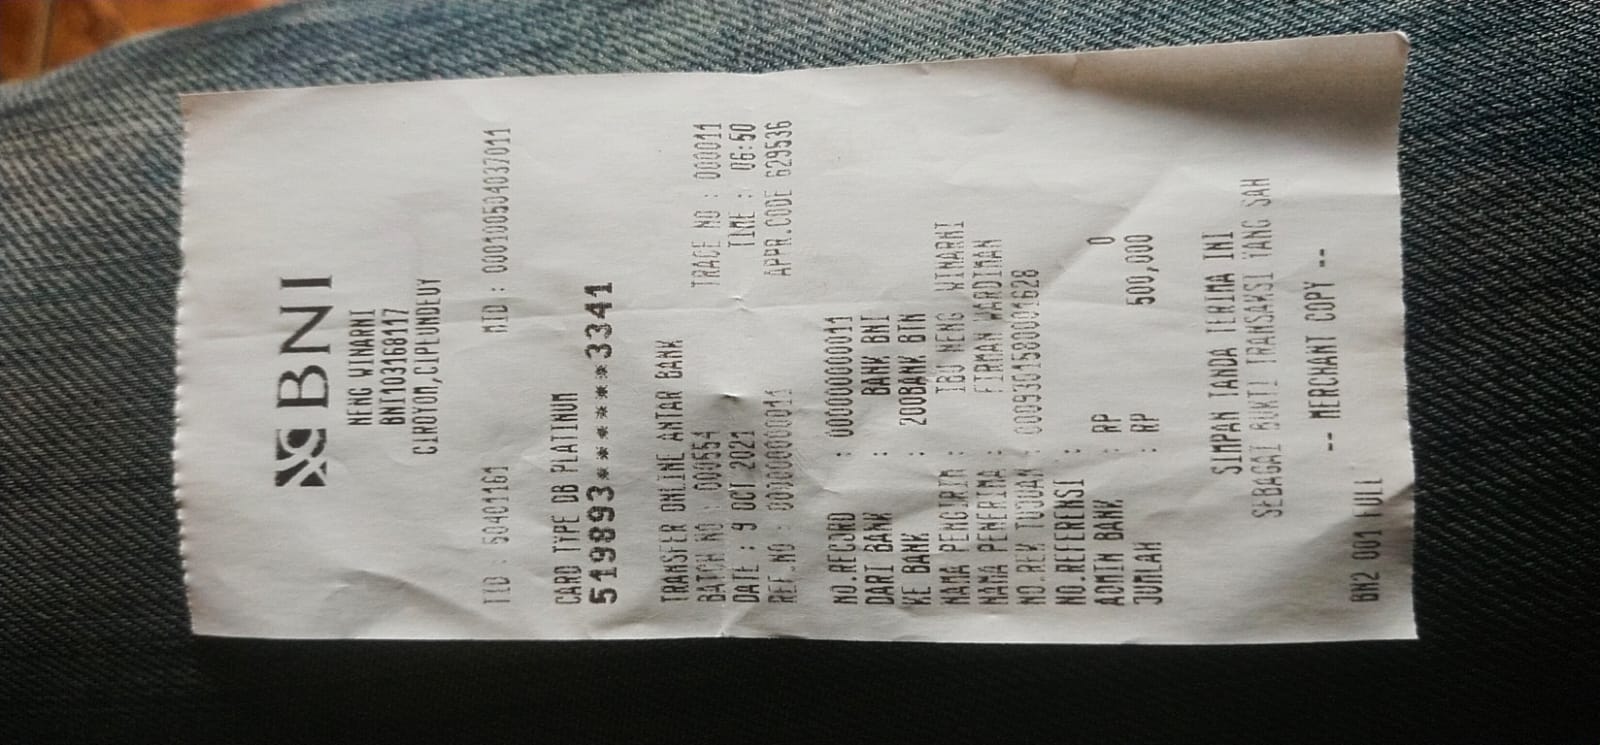 BNI
NENG WINARNI
BNI103168117
CIROYOM,CIPEUNDEUY
TID : 50401161 MID : 000100504037011
CARD TYPE DB PLATINUM
519893******3341
TRANSFER ONLINE ANTAR BANK
BATCH NO : 000554 TRACE NO : 000011
DATE : 9 OCT 2021 TIME : 06:50
REF.NO : 000000000011 APPR.CODE 629536
NO.RECORD : 000000000011
DARI BANK : BANK BNI
KE BANK : 200BANK BTN
NAMA PENGIRIM : IBU NENG WINARNI
NAMA PENERIMA : FIRMAN WARDIMAN
NO.REK TUJUAN :
NO.REFERENSI :
ADMIN BANK : RP 0
JUMLAH : RP 500,000
SIMPAN TANDA TERIMA INI
SEBAGAI BUKTI TRANSAKSI YANG SAH
-- MERCHANT COPY --
BN2 001 FULL